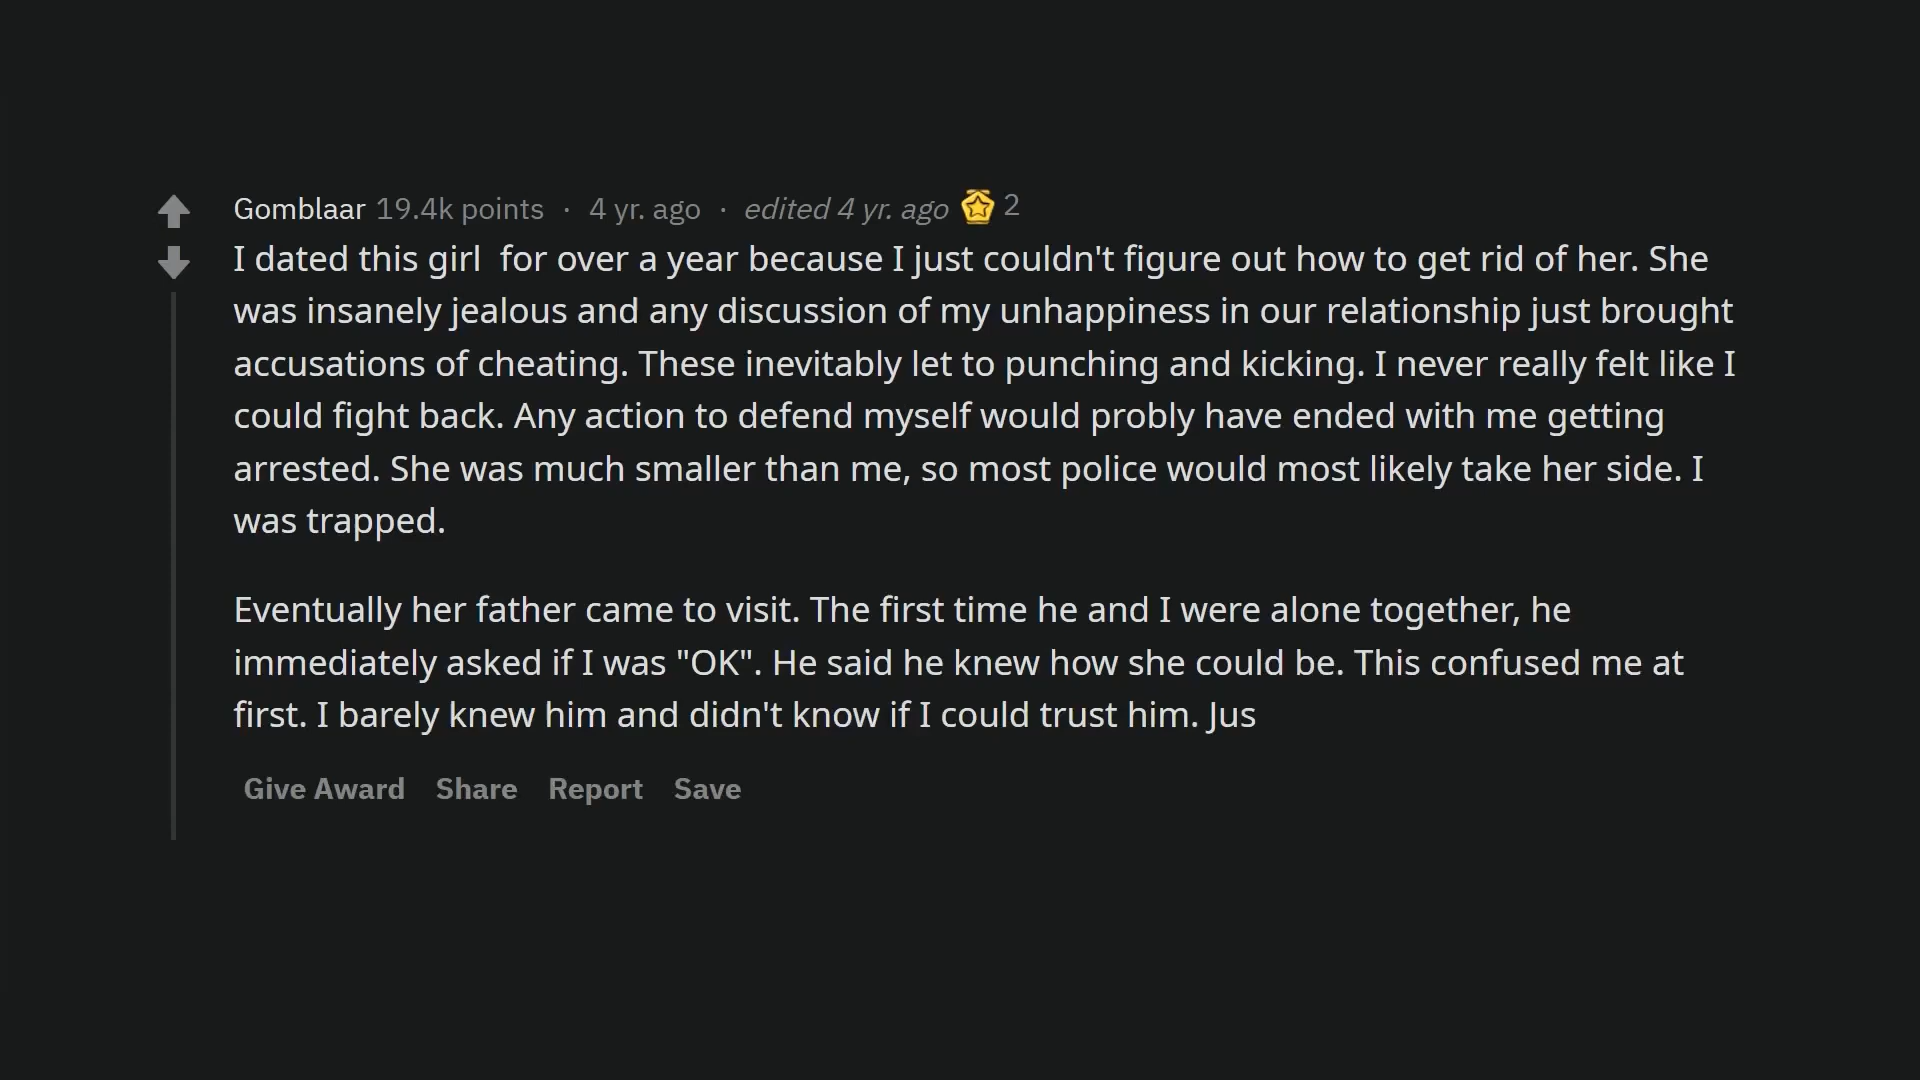 Gomblaar 19.4k points · 4 yr. ago · edited 4 yr. ago 2
I dated this girl  for over a year because I just couldn't figure out how to get rid of her. She
was insanely jealous and any discussion of my unhappiness in our relationship just brought
accusations of cheating. These inevitably let to punching and kicking. I never really felt like I
could fight back. Any action to defend myself would probly have ended with me getting
arrested. She was much smaller than me, so most police would most likely take her side. I
was trapped.
Eventually her father came to visit. The first time he and I were alone together, he
immediately asked if I was "OK". He said he knew how she could be. This confused me at
first. I barely knew him and didn't know if I could trust him. Jus
Give Award Share Report Save